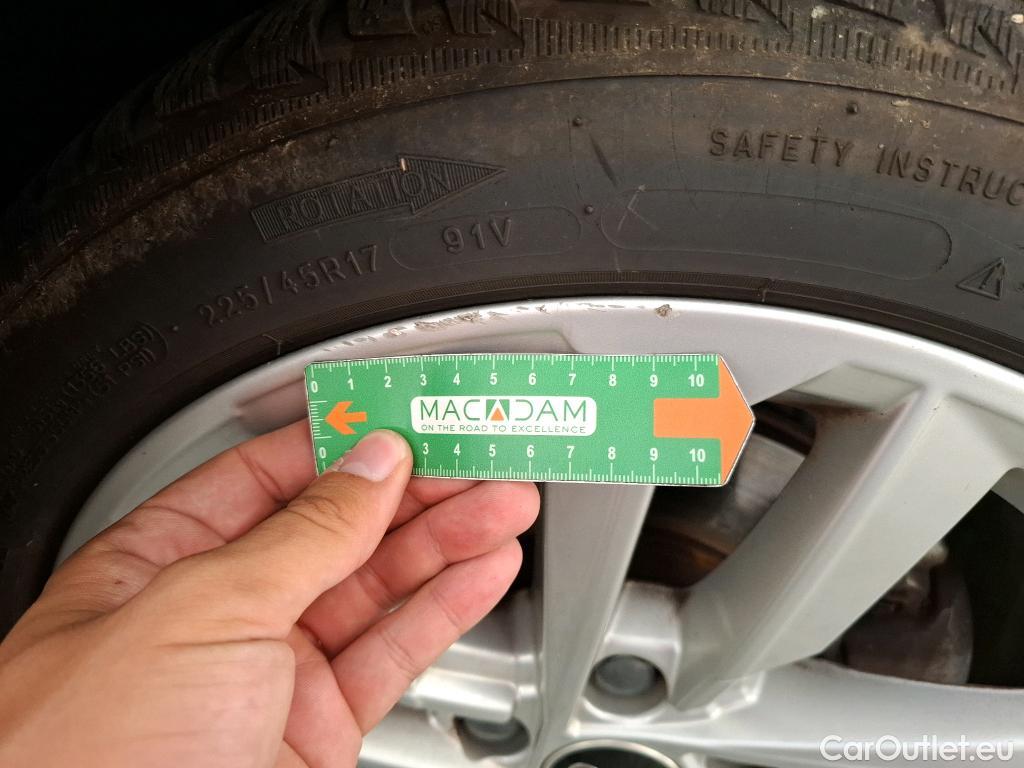 SAFETY INSTRUC
ROTATION
91V
225/45R17
0 1 2 3 4 5 6 7 8 9 10
MACADAM
ON THE ROAD TO EXCELLENCE
0 3 4 5 6 7 8 9 10
CarOutlet.eu